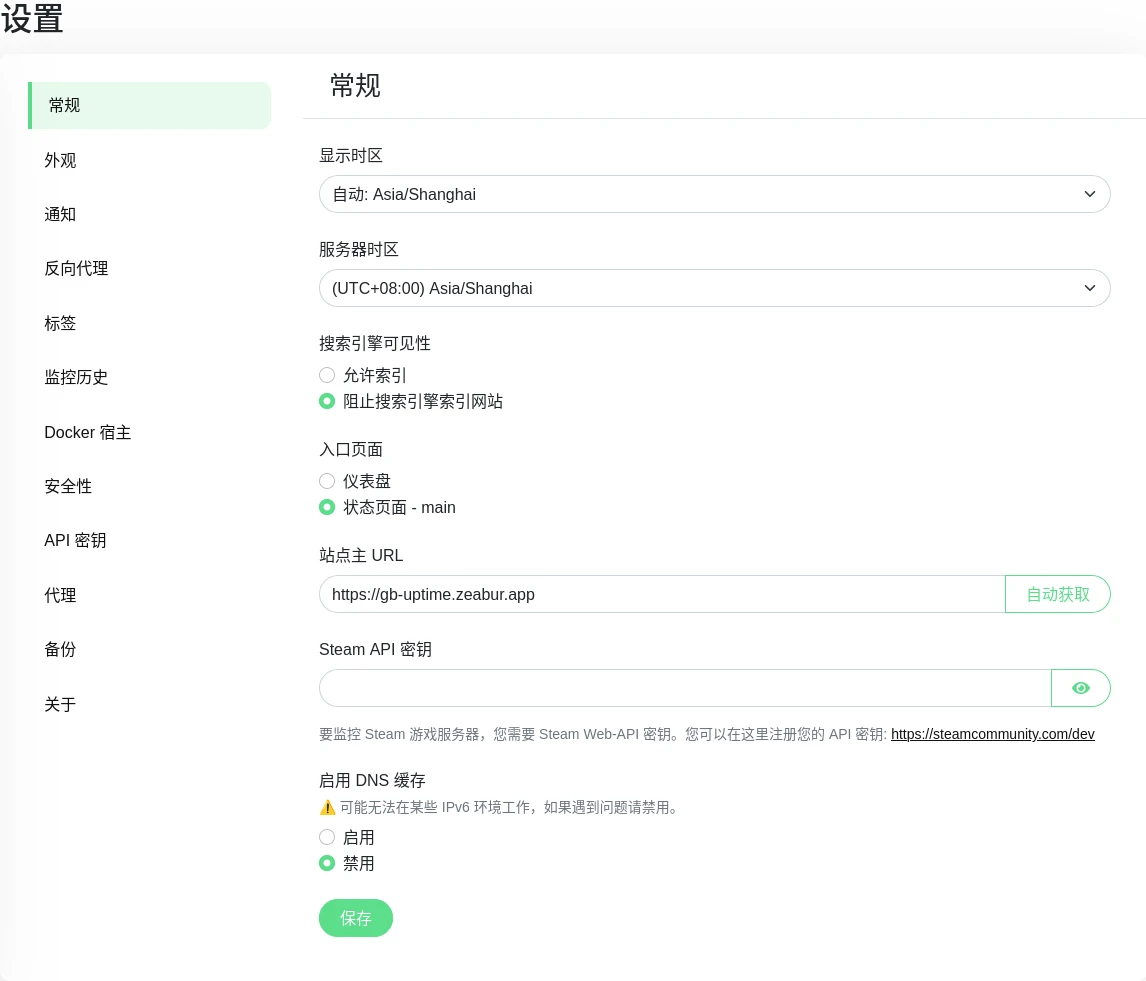 设置
常规
外观
通知
反向代理
标签
监控历史
Docker 宿主
安全性
API 密钥
代理
备份
关于
常规
显示时区
自动: Asia/Shanghai
服务器时区
(UTC+08:00) Asia/Shanghai
搜索引擎可见性
允许索引
阻止搜索引擎索引网站
入口页面
仪表盘
状态页面 - main
站点主 URL
https://gb-uptime.zeabur.app
自动获取
Steam API 密钥
要监控 Steam 游戏服务器，您需要 Steam Web-API 密钥。您可以在这里注册您的 API 密钥: https://steamcommunity.com/dev
启用 DNS 缓存
⚠️ 可能无法在某些 IPv6 环境工作，如果遇到问题请禁用。
启用
禁用
保存